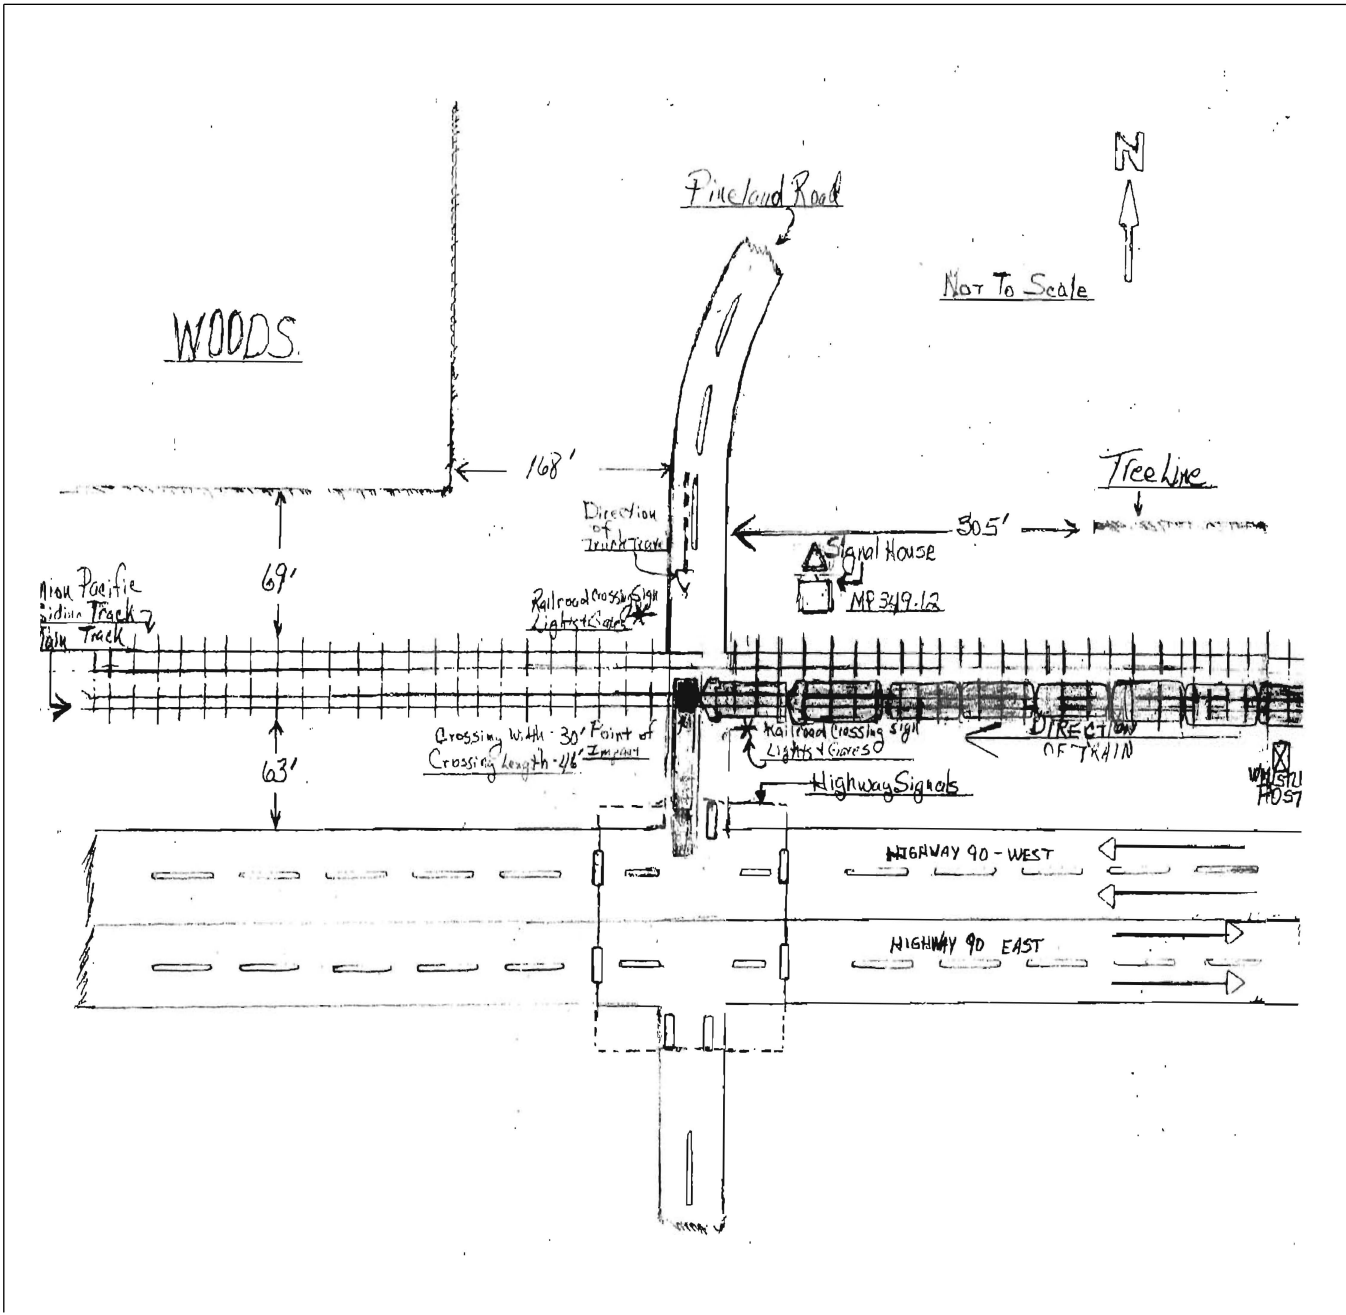 N
Pineland Road
Not To Scale
WOODS.
168'
Tree Line
Direction
of
Truck Travel
305'
Signal House
69'
Railroad Crossing Sign
Lights & Gates
MP 349.12
Pacific
Siding Track
Track
Crossing Width - 30'
Crossing Length - 46'
Point of
Impact
Railroad Crossing Sign
Lights & Gates
DIRECTION
OF TRAIN
63'
Highway Signals
POST
HIGHWAY 90 - WEST
HIGHWAY 90 EAST